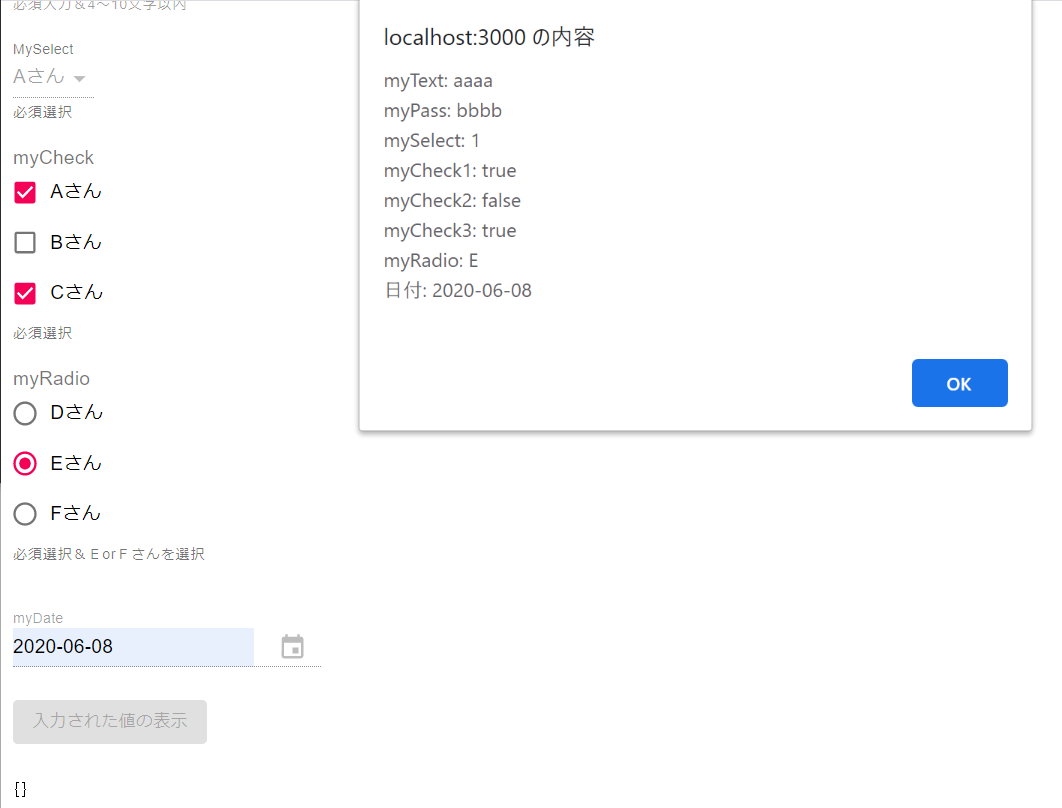 必須入力＆4～10文字以内
MySelect
Aさん
必須選択
myCheck
Aさん
Bさん
Cさん
必須選択
myRadio
Dさん
Eさん
Fさん
必須選択＆ＥorＦさんを選択
myDate
2020-06-08
入力された値の表示
[]
localhost:3000 の内容
myText: aaaa
myPass: bbbb
mySelect: 1
myCheck1: true
myCheck2: false
myCheck3: true
myRadio: E
日付: 2020-06-08
OK